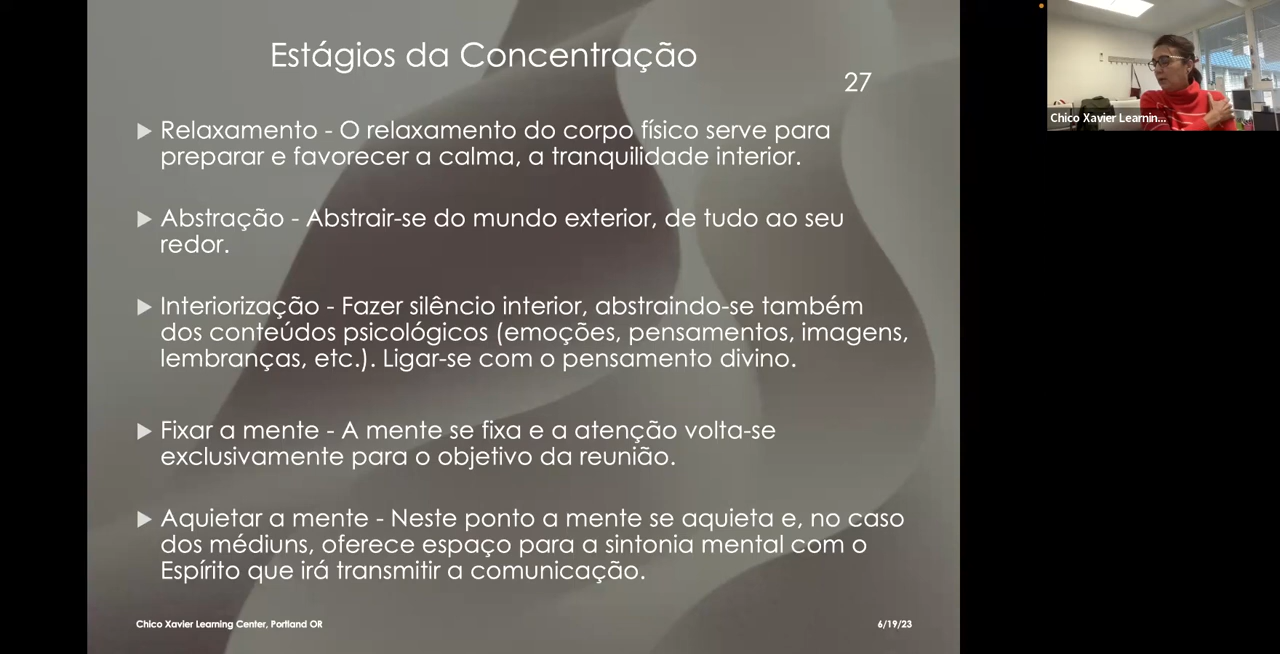 Estágios da Concentração
27
Relaxamento - O relaxamento do corpo físico serve para
preparar e favorecer a calma, a tranquilidade interior.
Abstração - Abstrair-se do mundo exterior, de tudo ao seu
redor.
Interiorização - Fazer silêncio interior, abstraindo-se também
dos conteúdos psicológicos (emoções, pensamentos, imagens,
lembranças, etc.). Ligar-se com o pensamento divino.
Fixar a mente - A mente se fixa e a atenção volta-se
exclusivamente para o objetivo da reunião.
Aquietar a mente - Neste ponto a mente se aquieta e, no caso
dos médiuns, oferece espaço para a sintonia mental com o
Espírito que irá transmitir a comunicação.
Chico Xavier Learning Center, Portland OR
6/19/23
Chico Xavier Learnin...